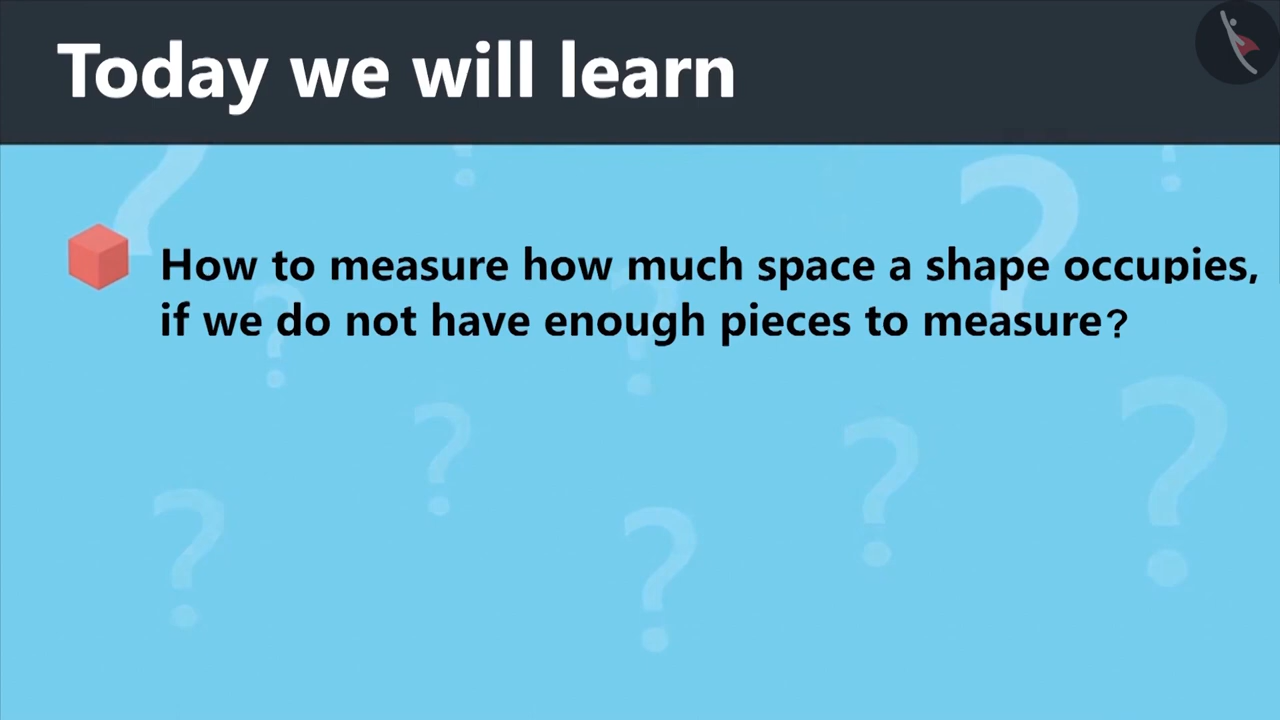 Today we will learn
How to measure how much space a shape occupies,
if we do not have enough pieces to measure?